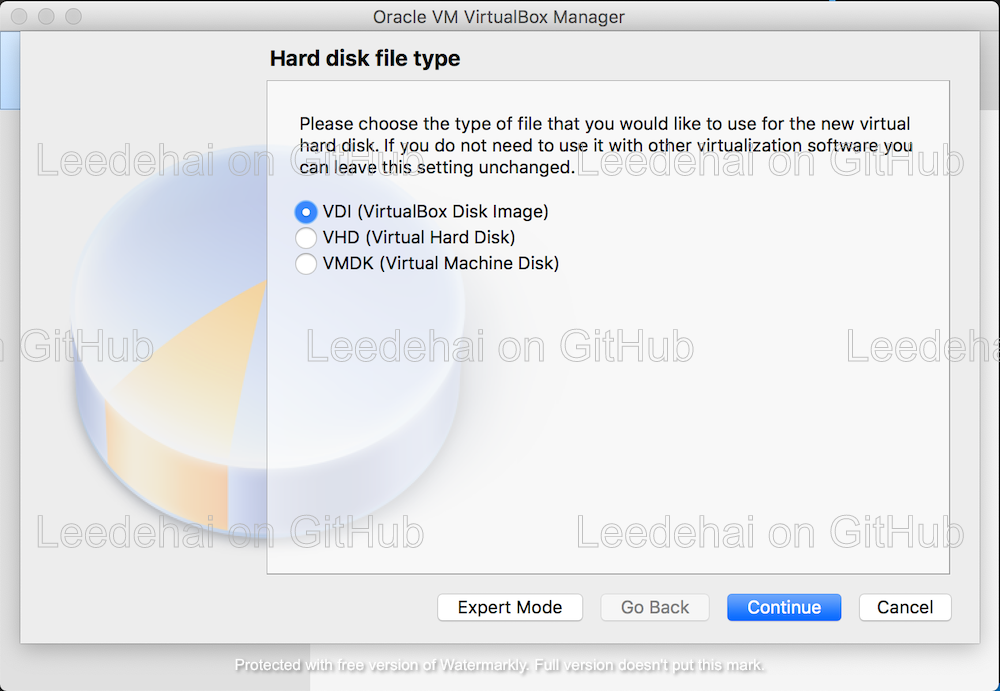 Oracle VM VirtualBox Manager
Hard disk file type
Please choose the type of file that you would like to use for the new virtual
hard disk. If you do not need to use it with other virtualization software you
can leave this setting unchanged.
Leedehai on GitHub
Leedehai on GitHub
VDI (VirtualBox Disk Image)
VHD (Virtual Hard Disk)
VMDK (Virtual Machine Disk)
GitHub
Leedehai on GitHub
Leedeha
Leedehai on GitHub
Leedehai on GitHub
Expert Mode
Go Back
Continue
Cancel
Protected with free version of Watermarkly. Full version doesn't put this mark.